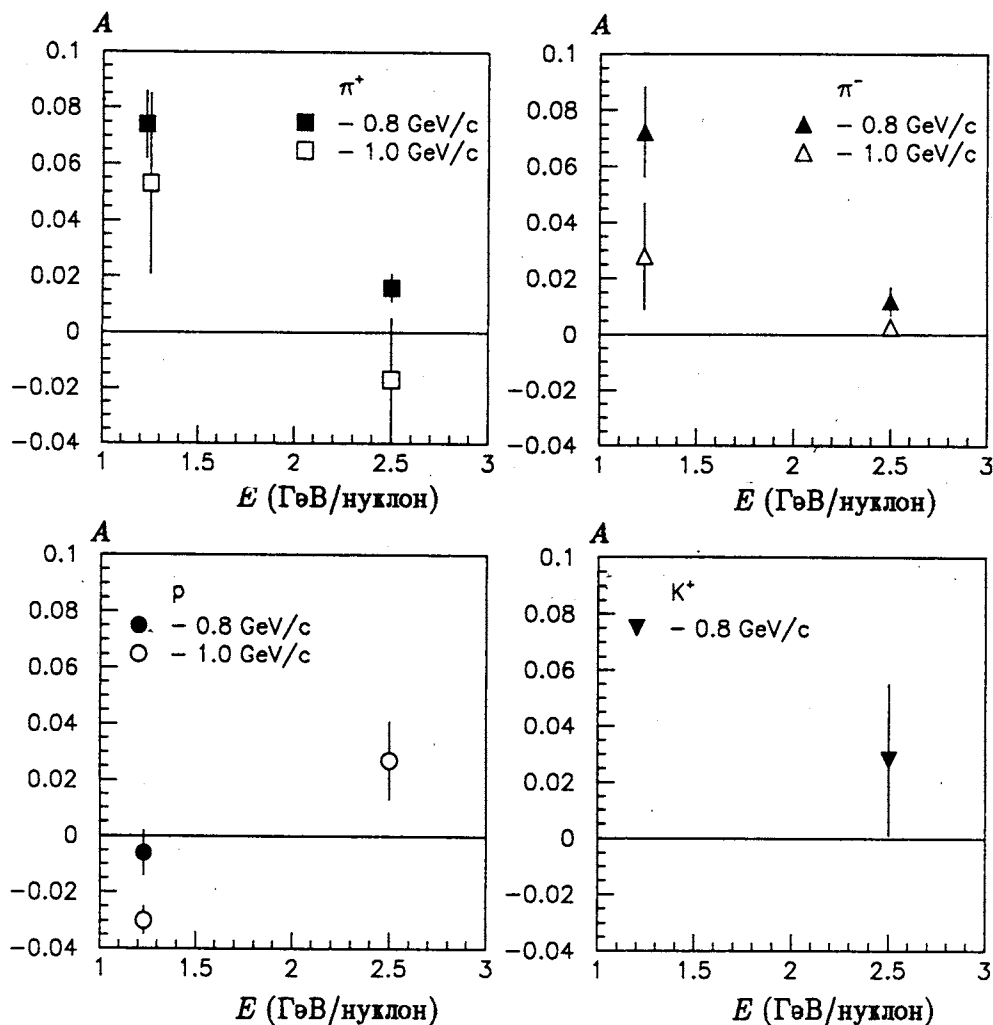 A
0.1
0.08
0.06
0.04
0.02
0
−0.02
−0.04
π⁺
■ – 0.8 GeV/c
□ – 1.0 GeV/c
1 1.5 2 2.5 3
E (ГэВ/нуклон)
A
0.1
0.08
0.06
0.04
0.02
0
−0.02
−0.04
π⁻
▲ – 0.8 GeV/c
△ – 1.0 GeV/c
1 1.5 2 2.5 3
E (ГэВ/нуклон)
A
0.1
0.08
0.06
0.04
0.02
0
−0.02
−0.04
p
● – 0.8 GeV/c
○ – 1.0 GeV/c
1 1.5 2 2.5 3
E (ГэВ/нуклон)
A
0.1
0.08
0.06
0.04
0.02
0
−0.02
−0.04
K⁺
▼ – 0.8 GeV/c
1 1.5 2 2.5 3
E (ГэВ/нуклон)